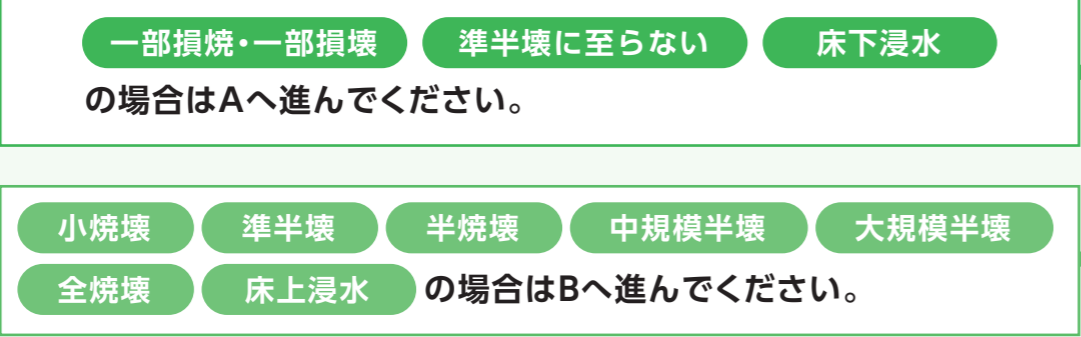 一部損焼・一部損壊 準半壊に至らない 床下浸水
の場合はAへ進んでください。
小焼壊 準半壊 半焼壊 中規模半壊 大規模半壊
全焼壊 床上浸水 の場合はBへ進んでください。